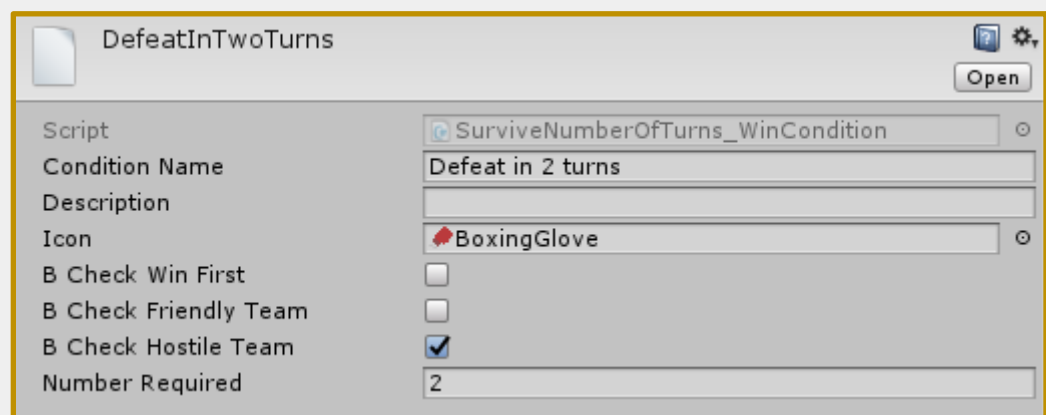 DefeatInTwoTurns
Open
Script SurviveNumberOfTurns_WinCondition
Condition Name Defeat in 2 turns
Description
Icon BoxingGlove
B Check Win First
B Check Friendly Team
B Check Hostile Team
Number Required 2